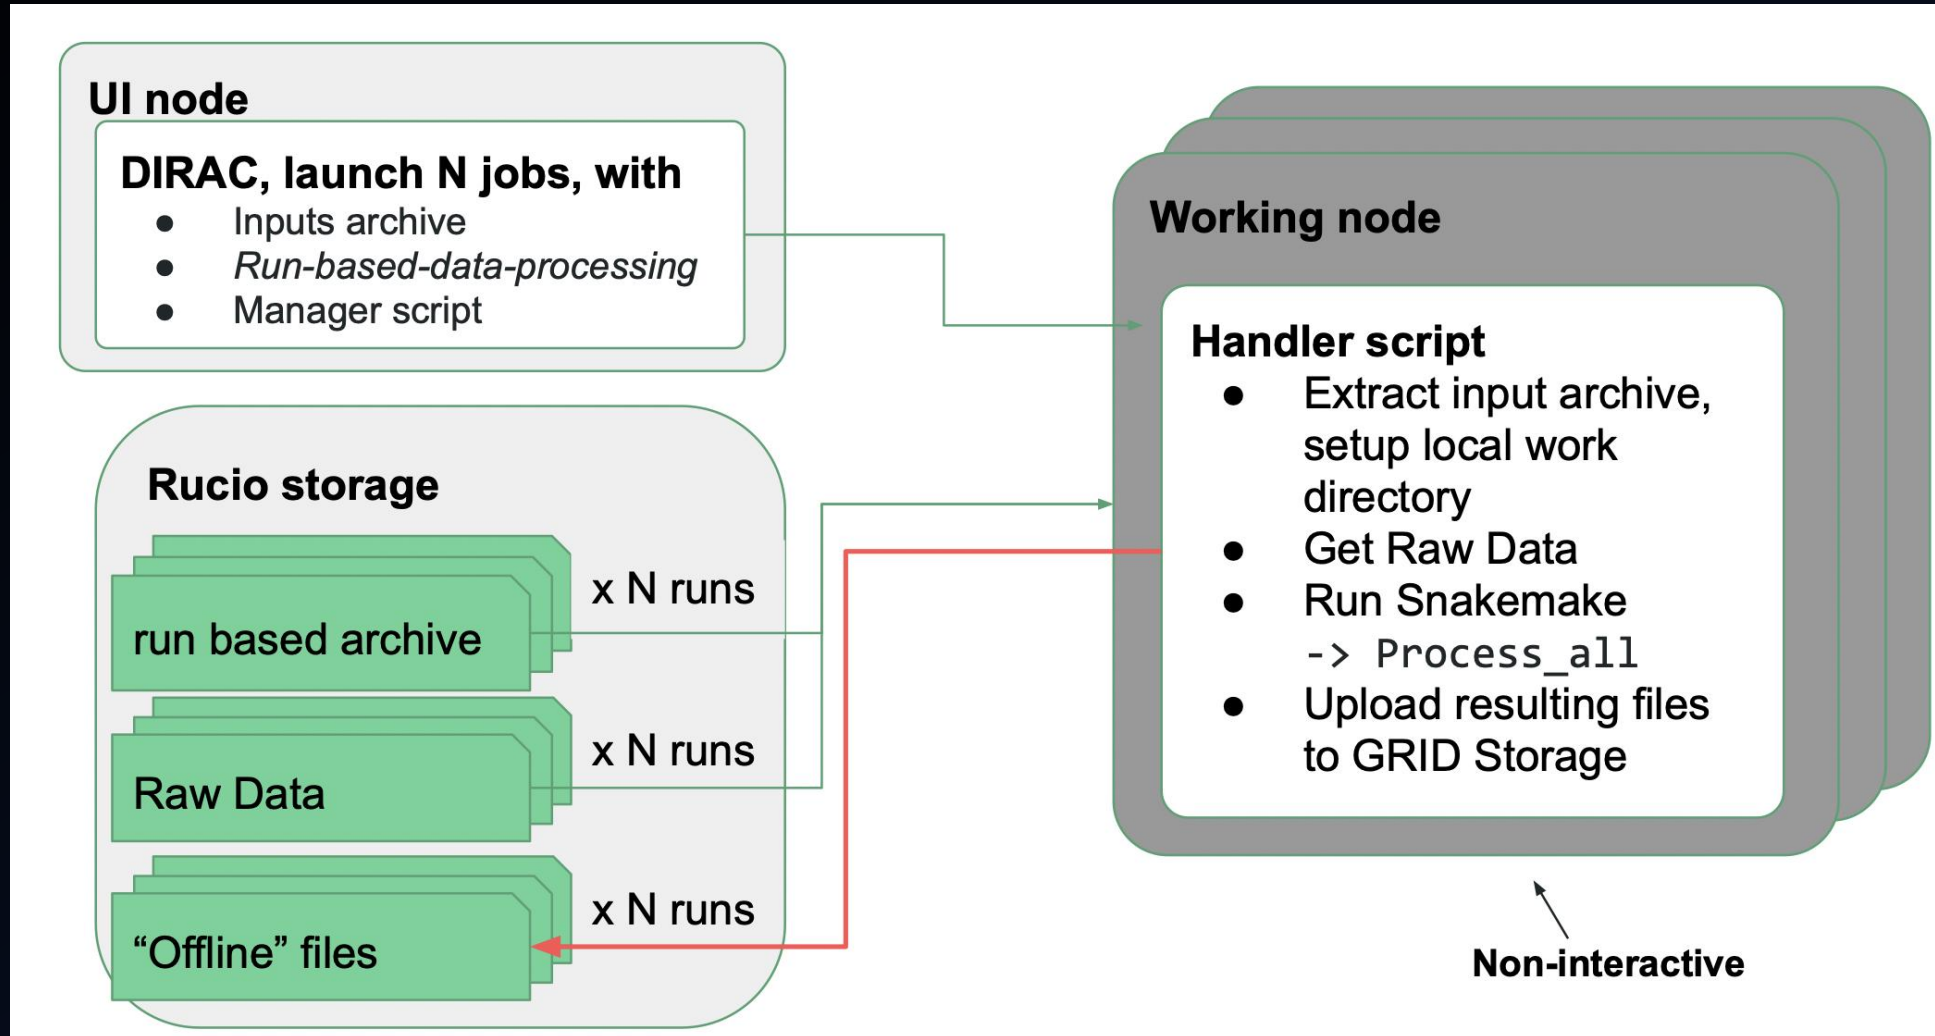 UI node
DIRAC, launch N jobs, with
● Inputs archive
● Run-based-data-processing
● Manager script
Rucio storage
run based archive
x N runs
Raw Data
x N runs
“Offline” files
x N runs
Working node
Handler script
● Extract input archive,
setup local work
directory
● Get Raw Data
● Run Snakemake
-> Process_all
● Upload resulting files
to GRID Storage
Non-interactive